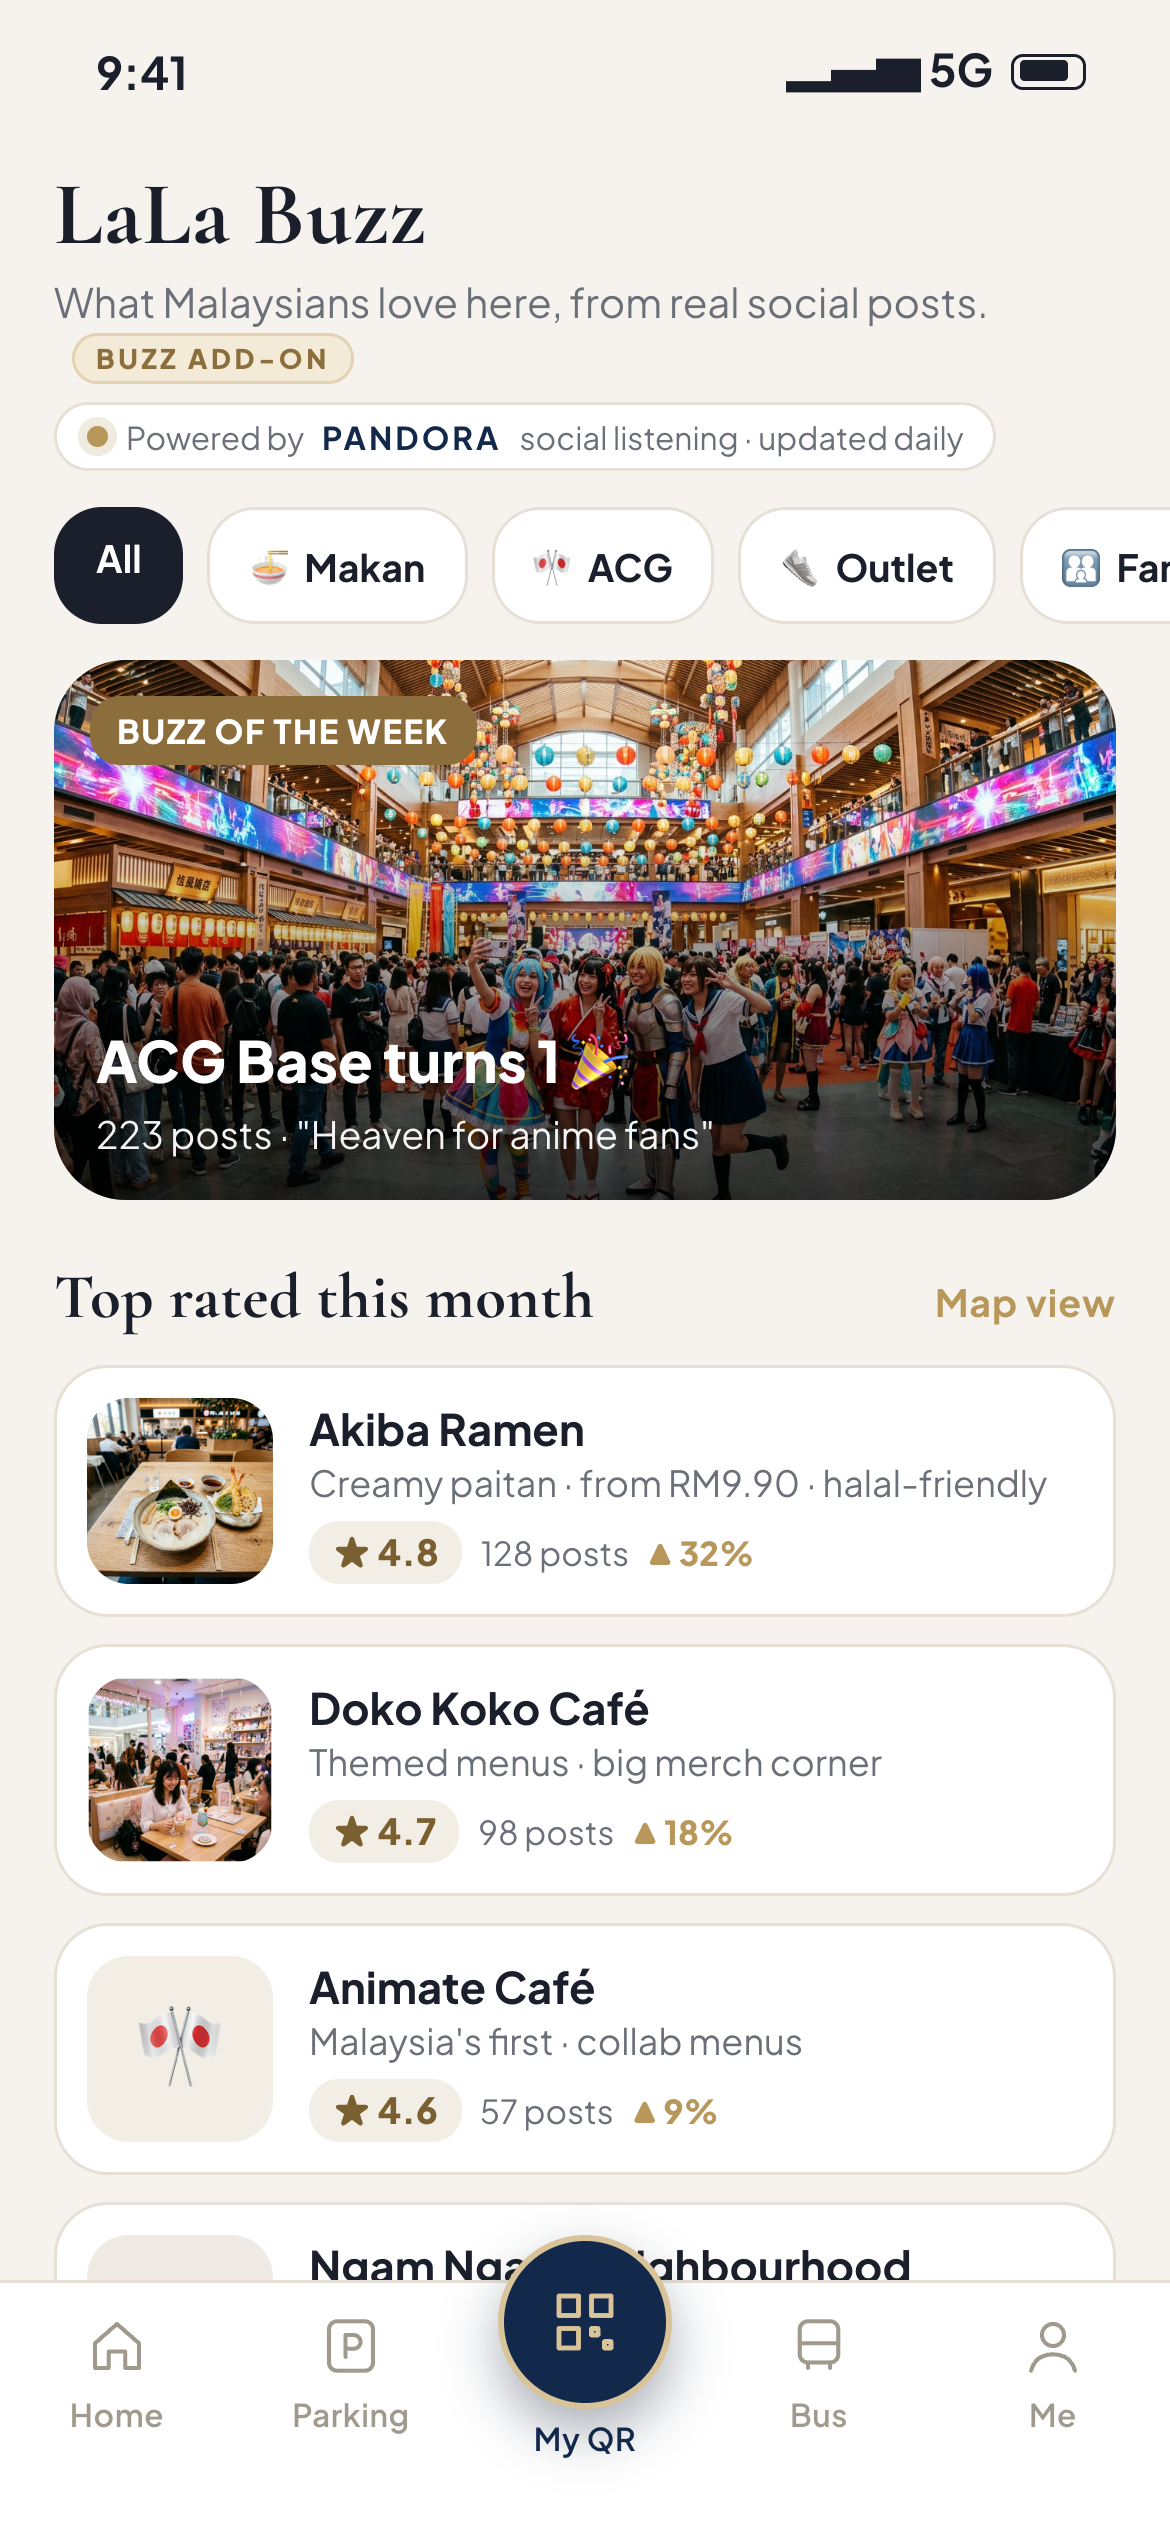 9:41 5G
LaLa Buzz
What Malaysians love here, from real social posts.
BUZZ ADD-ON
Powered by PANDORA social listening · updated daily
All Makan ACG Outlet Far
BUZZ OF THE WEEK
ACG Base turns 1 🎉
223 posts · "Heaven for anime fans"
Top rated this month Map view
Akiba Ramen
Creamy paitan · from RM9.90 · halal-friendly
★ 4.8 128 posts ▲ 32%
Doko Koko Café
Themed menus · big merch corner
★ 4.7 98 posts ▲ 18%
Animate Café
Malaysia's first · collab menus
★ 4.6 57 posts ▲ 9%
Ngam Nga ghbourhood
Home Parking My QR Bus Me